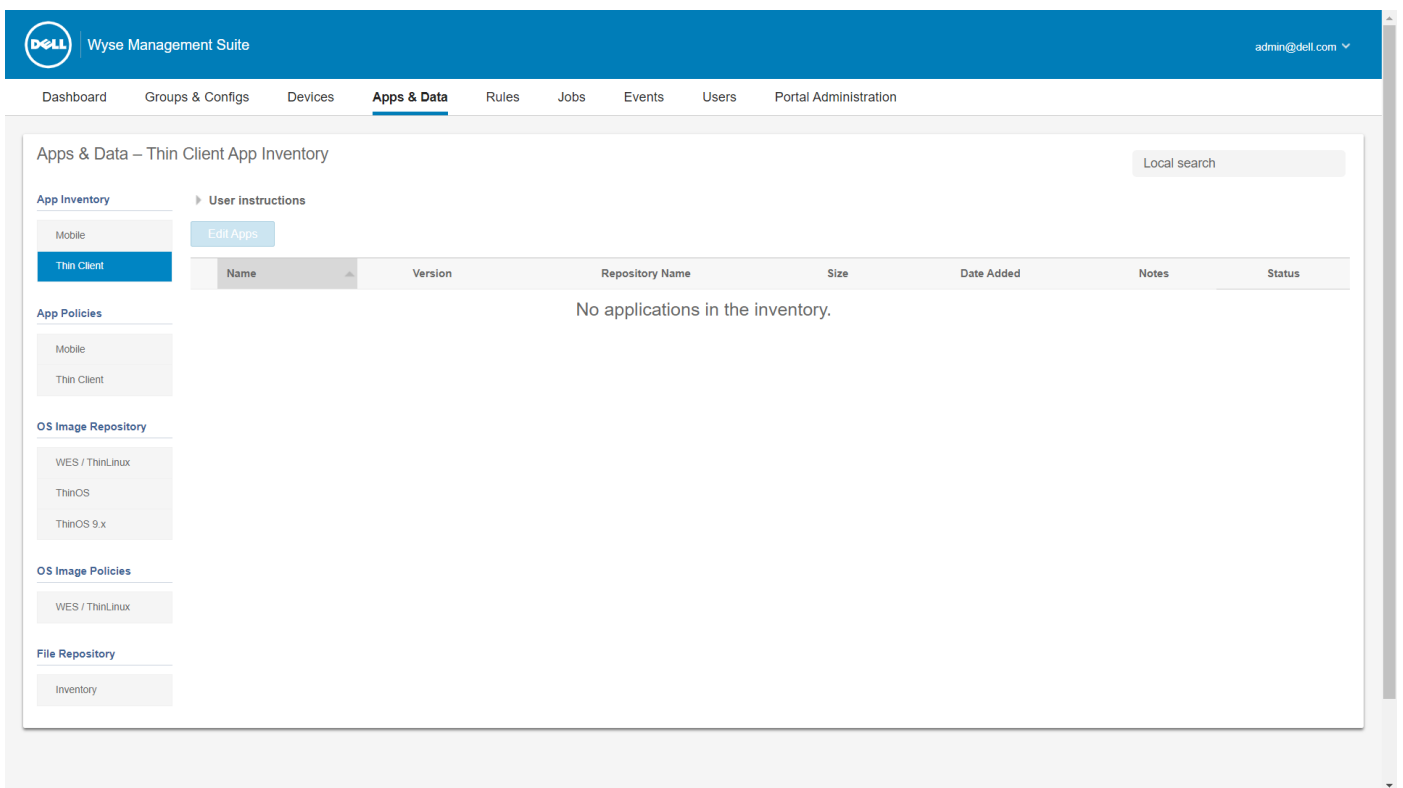 DELL
Wyse Management Suite
admin@dell.com
Dashboard Groups & Configs Devices Apps & Data Rules Jobs Events Users Portal Administration
Apps & Data – Thin Client App Inventory
Local search
App Inventory
Mobile
Thin Client
App Policies
Mobile
Thin Client
OS Image Repository
WES / ThinLinux
ThinOS
ThinOS 9.x
OS Image Policies
WES / ThinLinux
File Repository
Inventory
User instructions
Edit Apps
Name Version Repository Name Size Date Added Notes Status
No applications in the inventory.